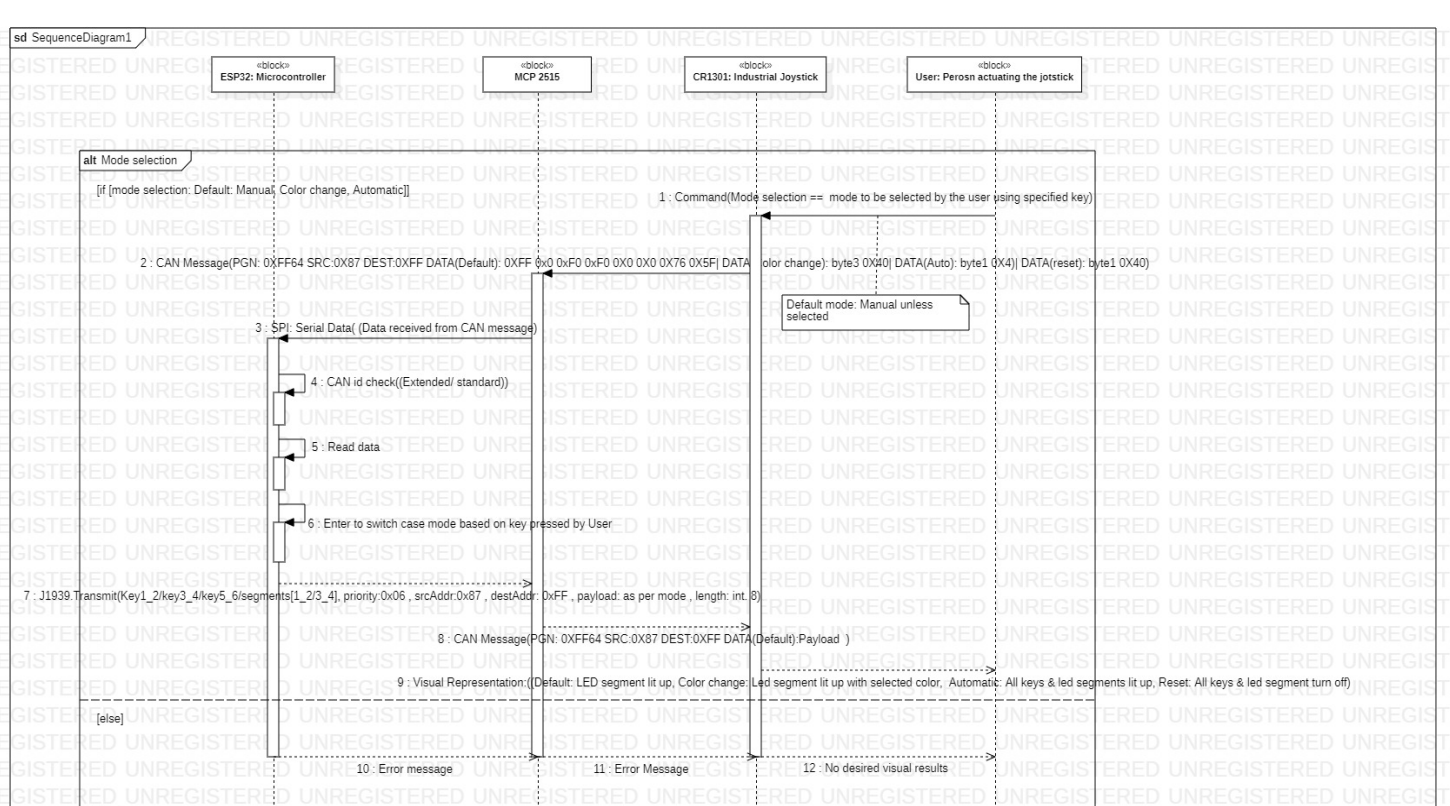 sd SequenceDiagram1
«block»
ESP32: Microcontroller
«block»
MCP 2515
«block»
CR1301: Industrial Joystick
«block»
User: Perosn actuating the jotstick
alt Mode selection
[if [mode selection: Default: Manual, Color change, Automatic]]
1 : Command(Mode selection == mode to be selected by the user using specified key)
2 : CAN Message(PGN: 0XFF64 SRC:0X87 DEST:0XFF DATA(Default): 0XFF 0x0 0xF0 0xF0 0X0 0X0 0X76 0X5F| DATA olor change): byte3 0X40| DATA(Auto): byte1 0X4)| DATA(reset): byte1 0X40)
Default mode: Manual unless
selected
3 : SPI: Serial Data( (Data received from CAN message)
4 : CAN id check((Extended/ standard))
5 : Read data
6 : Enter to switch case mode based on key pressed by User
7 : J1939.Transmit(Key1_2/key3_4/key5_6/segments[1_2/3_4], priority:0x06 , srcAddr:0x87 , destAddr: 0xFF , payload: as per mode , length: int. 8)
8 : CAN Message(PGN: 0XFF64 SRC:0X87 DEST:0XFF DATA(Default):Payload )
9 : Visual Representation:((Default: LED segment lit up, Color change: Led segment lit up with selected color, Automatic: All keys & led segments lit up, Reset: All keys & led segment turn off)
[else]
10 : Error message
11 : Error Message
12 : No desired visual results
UNREGISTERED